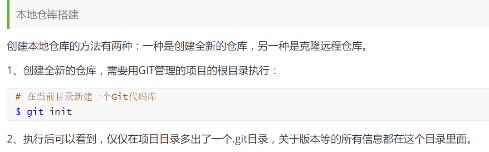 本地仓库搭建
创建本地仓库的方法有两种：一种是创建全新的仓库，另一种是克隆远程仓库。
1、创建全新的仓库，需要用GIT管理的项目的根目录执行：
# 在当前目录新建一个Git代码库
$ git init
2、执行后可以看到，仅仅在项目目录多出了一个.git目录，关于版本等的所有信息都在这个目录里面。